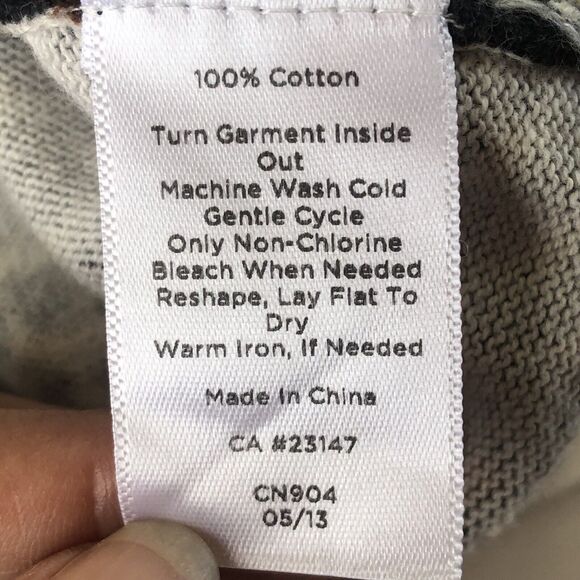 100% Cotton
Turn Garment Inside
Out
Machine Wash Cold
Gentle Cycle
Only Non-Chlorine
Bleach When Needed
Reshape, Lay Flat To
Dry
Warm Iron, If Needed
Made In China
CA #23147
CN904
05/13